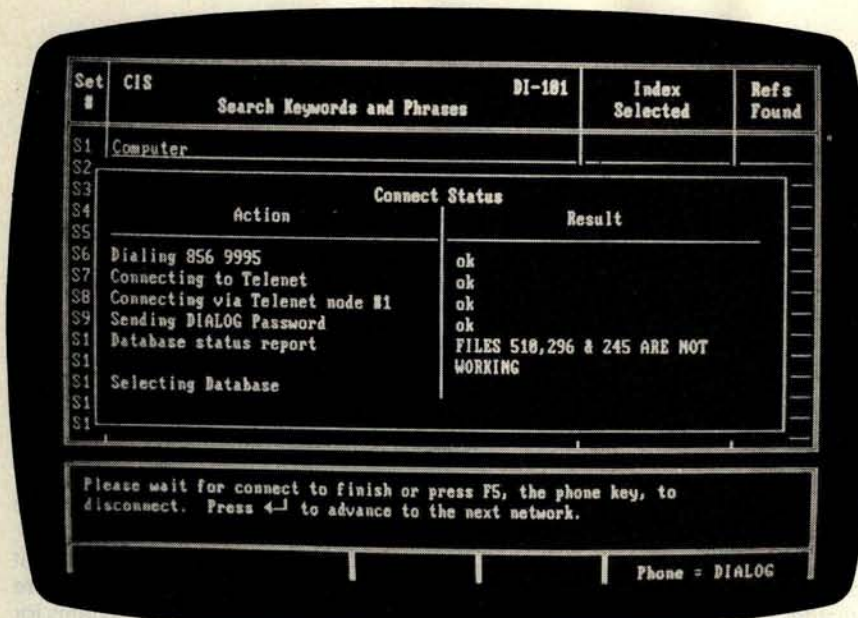 Set # CIS DI-101 Index Selected Refs Found
Search Keywords and Phrases
S1 Computer
S2
S3 Connect Status
S4 Action Result
S5
S6 Dialing 856 9995 ok
S7 Connecting to Telenet ok
S8 Connecting via Telenet node #1 ok
S9 Sending DIALOG Password ok
S1 Database status report FILES 510,296 & 245 ARE NOT
S1 WORKING
S1 Selecting Database
S1
S1
Please wait for connect to finish or press F5, the phone key, to
disconnect. Press ↵ to advance to the next network.
Phone = DIALOG